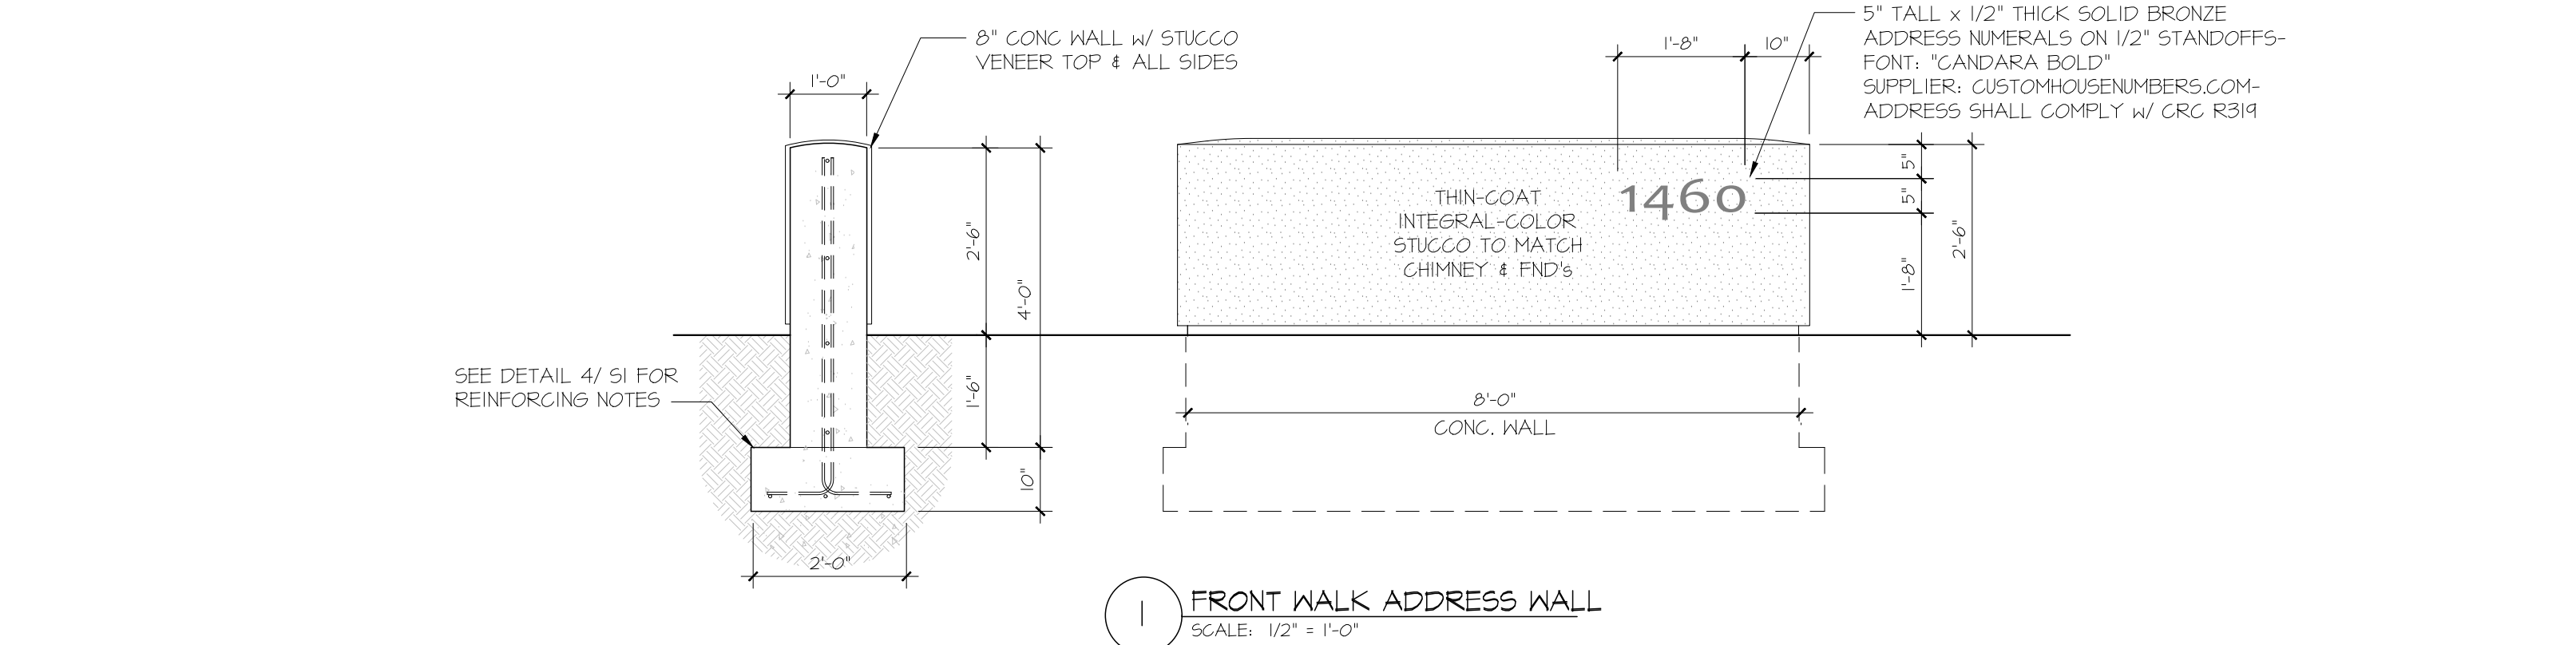 8" CONC WALL w/ STUCCO
VENEER TOP & ALL SIDES
1'-0"
2'-6"
4'-0"
1'-6"
10"
2'-0"
SEE DETAIL 4/ S1 FOR
REINFORCING NOTES
5" TALL x 1/2" THICK SOLID BRONZE
ADDRESS NUMERALS ON 1/2" STANDOFFS-
FONT: "CANDARA BOLD"
SUPPLIER: CUSTOMHOUSENUMBERS.COM-
ADDRESS SHALL COMPLY w/ CRC R319
1'-8"
10"
THIN-COAT
INTEGRAL-COLOR
STUCCO TO MATCH
CHIMNEY & FND's
1460
5"
5"
1'-8"
2'-6"
8'-0"
CONC. WALL
1
FRONT WALK ADDRESS WALL
SCALE: 1/2" = 1'-0"